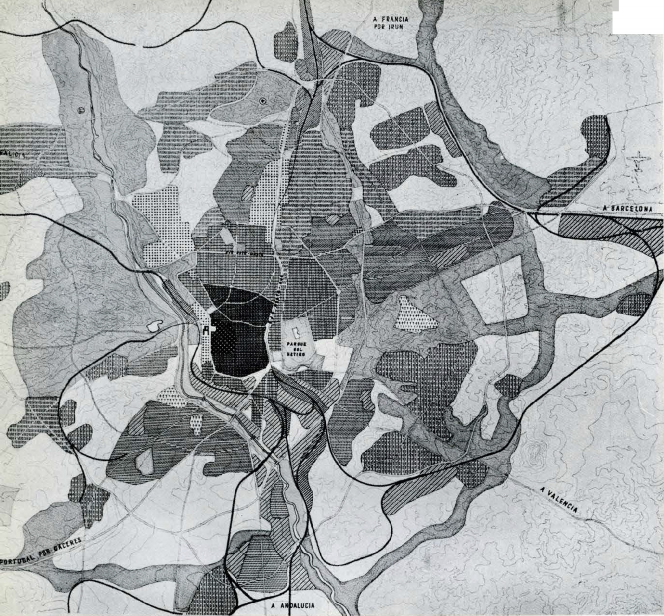 A FRANCIA
POR IRUN
A BARCELONA
PARQUE
DEL
RETIRO
A VALENCIA
PORTUGAL POR CACERES
A ANDALUCIA